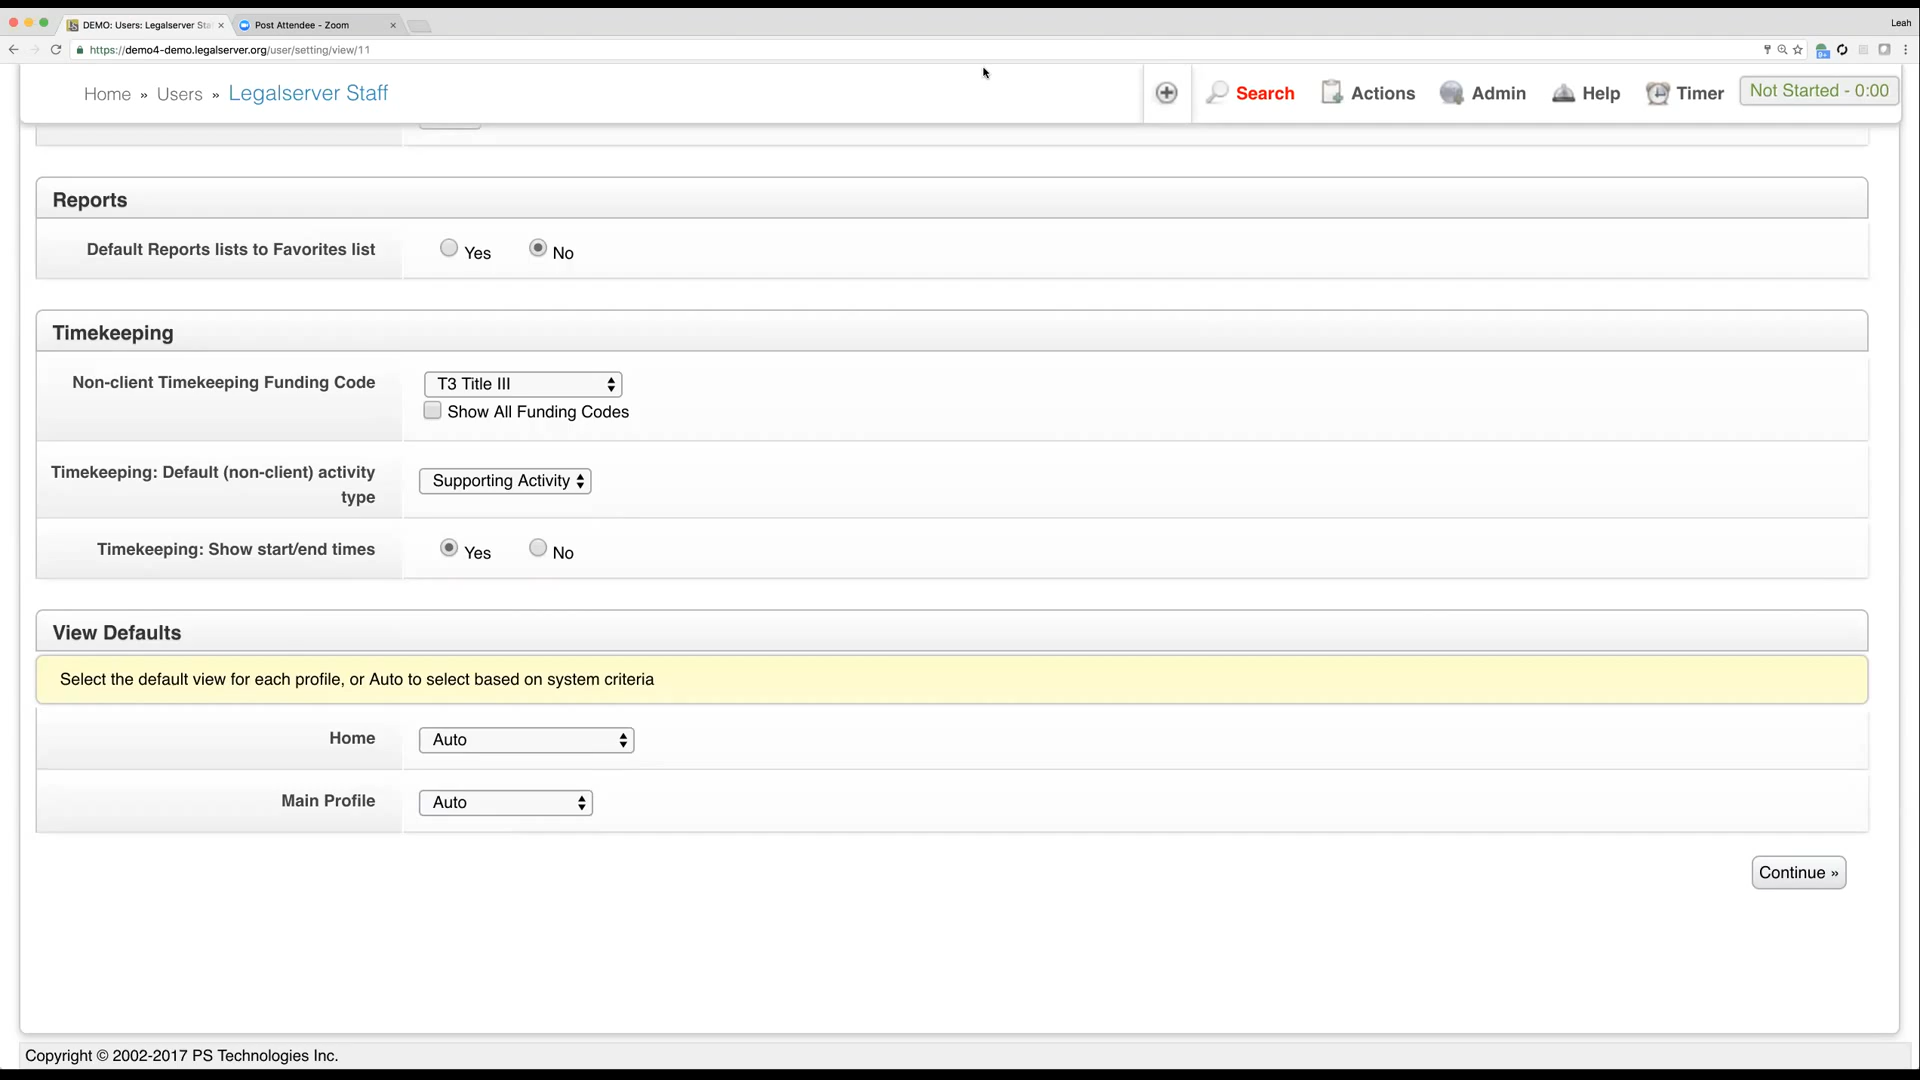 DEMO: Users: Legalserver Sta
Post Attendee - Zoom
Leah
https://demo4-demo.legalserver.org/user/setting/view/11
Home » Users » Legalserver Staff
Search
Actions
Admin
Help
Timer
Not Started - 0:00
Reports
Default Reports lists to Favorites list
Yes No
Timekeeping
Non-client Timekeeping Funding Code
T3 Title III
Show All Funding Codes
Timekeeping: Default (non-client) activity
type
Supporting Activity
Timekeeping: Show start/end times
Yes No
View Defaults
Select the default view for each profile, or Auto to select based on system criteria
Home
Auto
Main Profile
Auto
Continue »
Copyright © 2002-2017 PS Technologies Inc.